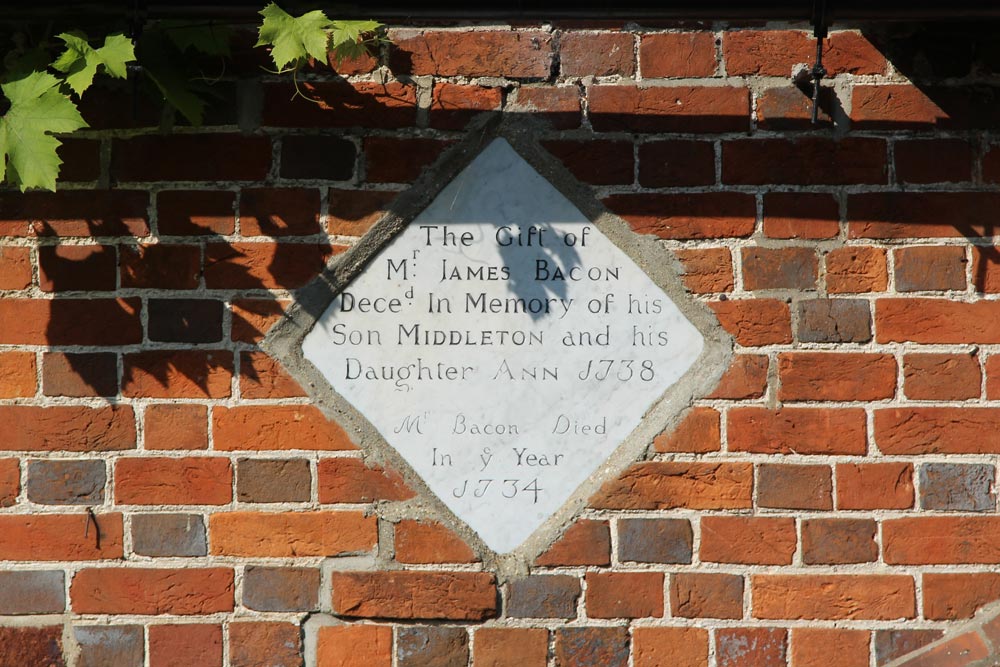 The Gift of
Mr. JAMES BACON
Deced In Memory of his
Son MIDDLETON and his
Daughter ANN 1738
Mr Bacon Died
In ye Year
1734